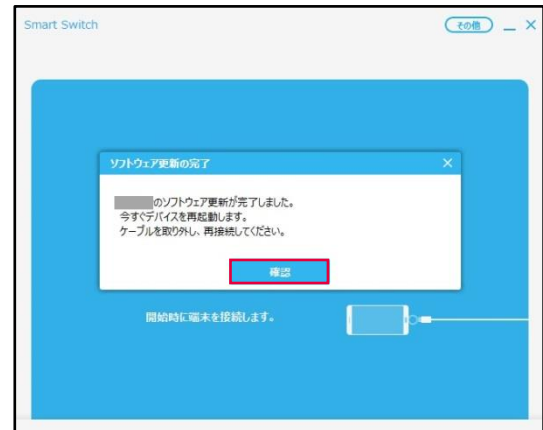 Smart Switch
その他
ソフトウェア更新の完了
のソフトウェア更新が完了しました。
今すぐデバイスを再起動します。
ケーブルを取り外し、再接続してください。
確認
開始時に端末を接続します。